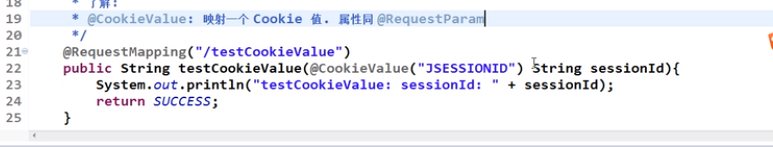 18 * 了解:
19 * @CookieValue: 映射一个 Cookie 值. 属性同 @RequestParam
20 */
21 @RequestMapping("/testCookieValue")
22 public String testCookieValue(@CookieValue("JSESSIONID") String sessionId){
23 System.out.println("testCookieValue: sessionId: " + sessionId);
24 return SUCCESS;
25 }